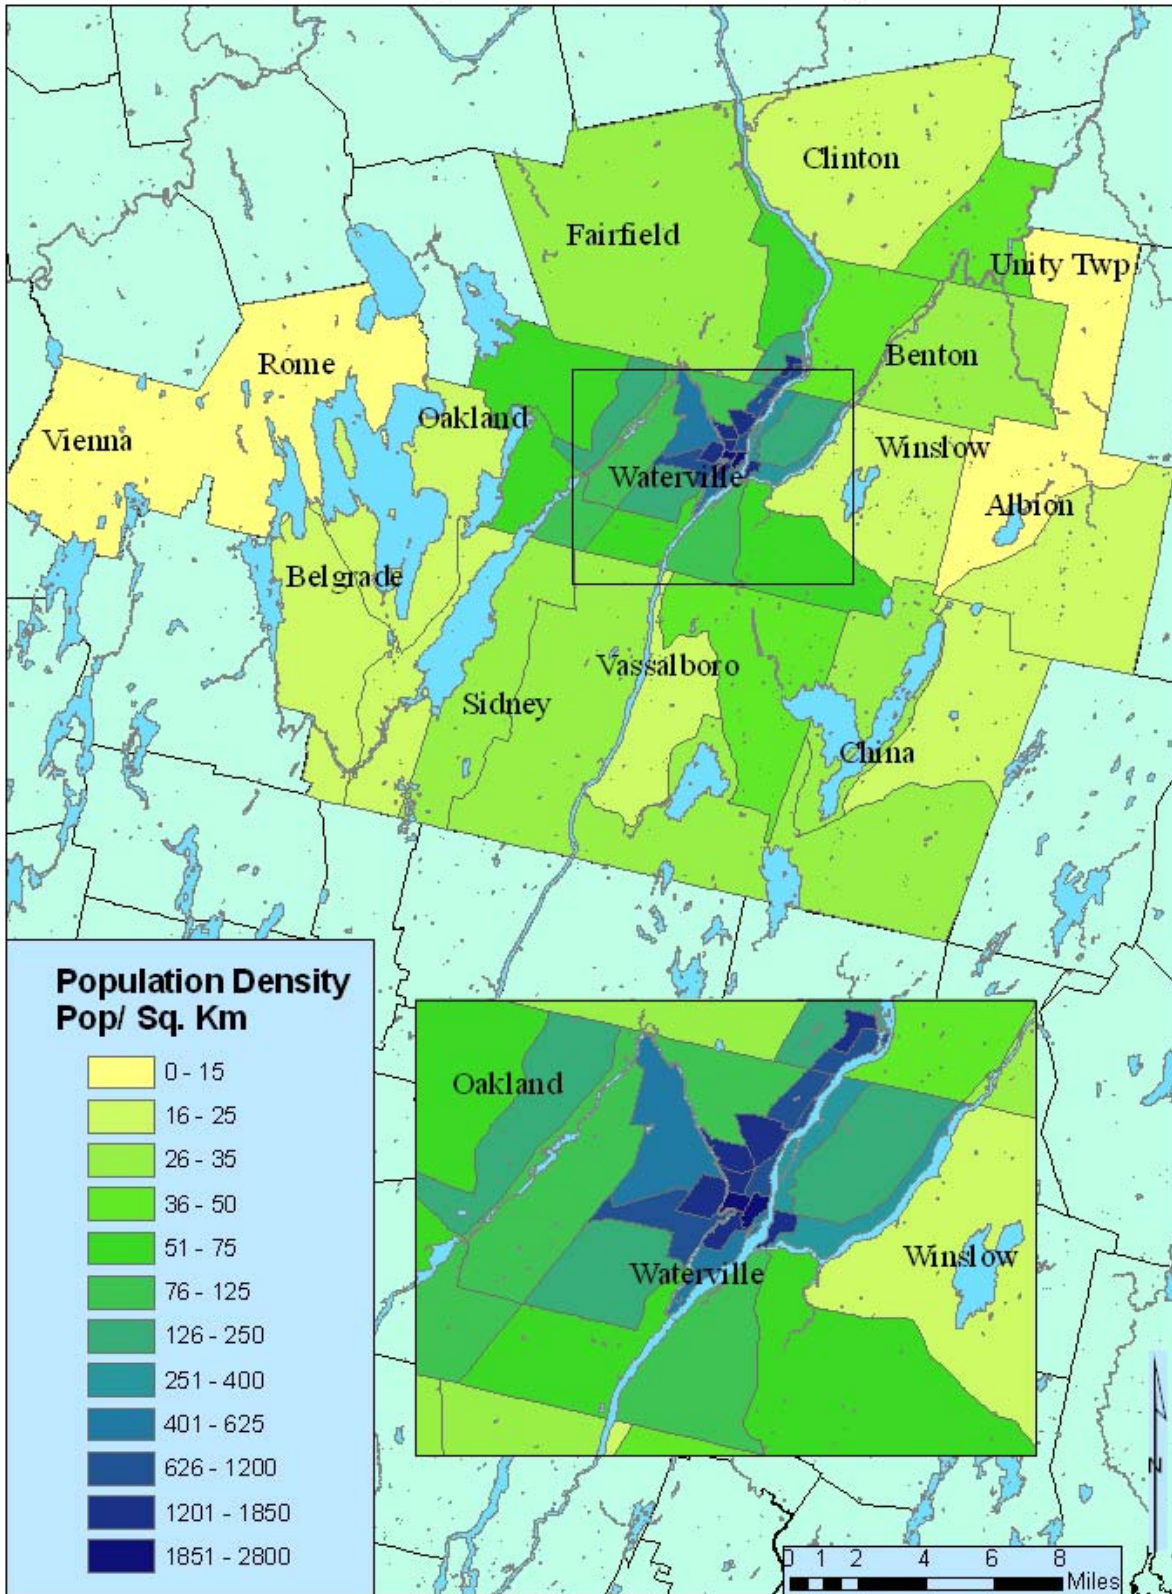 Clinton
Fairfield
Unity Twp
Rome
Benton
Oakland
Vienna
Winslow
Waterville
Albion
Belgrade
Vassalboro
Sidney
China
Population Density
Pop/ Sq. Km
0 - 15
16 - 25
26 - 35
36 - 50
51 - 75
76 - 125
126 - 250
251 - 400
401 - 625
626 - 1200
1201 - 1850
1851 - 2800
Oakland
Winslow
Waterville
N
0 1 2 4 6 8
Miles